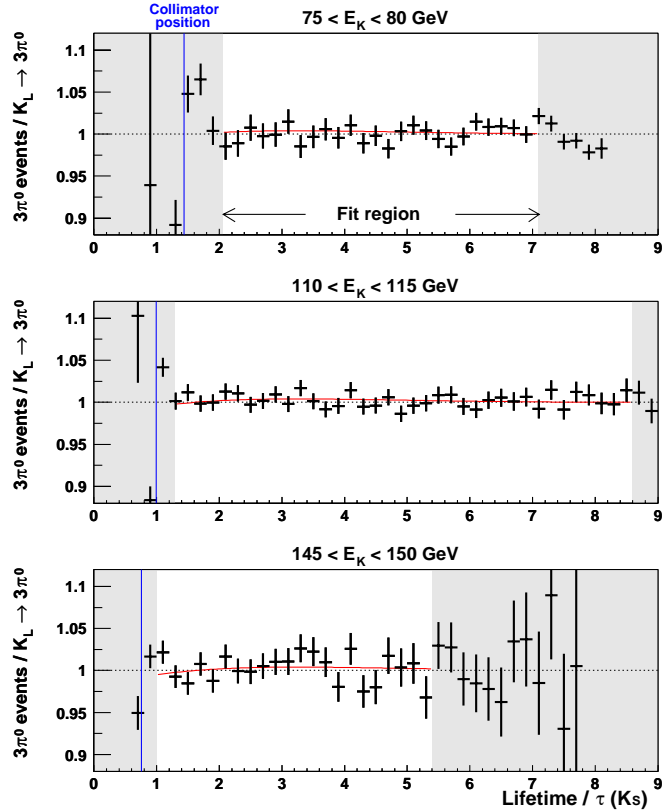 Collimator
position
75 < E_K < 80 GeV
3π⁰ events / K_L → 3π⁰
1.1
1.05
1
0.95
0.9
Fit region
0 1 2 3 4 5 6 7 8 9
110 < E_K < 115 GeV
3π⁰ events / K_L → 3π⁰
1.1
1.05
1
0.95
0.9
0 1 2 3 4 5 6 7 8 9
145 < E_K < 150 GeV
3π⁰ events / K_L → 3π⁰
1.1
1.05
1
0.95
0.9
0 1 2 3 4 5 6 7 8 9
Lifetime / τ (K_S)